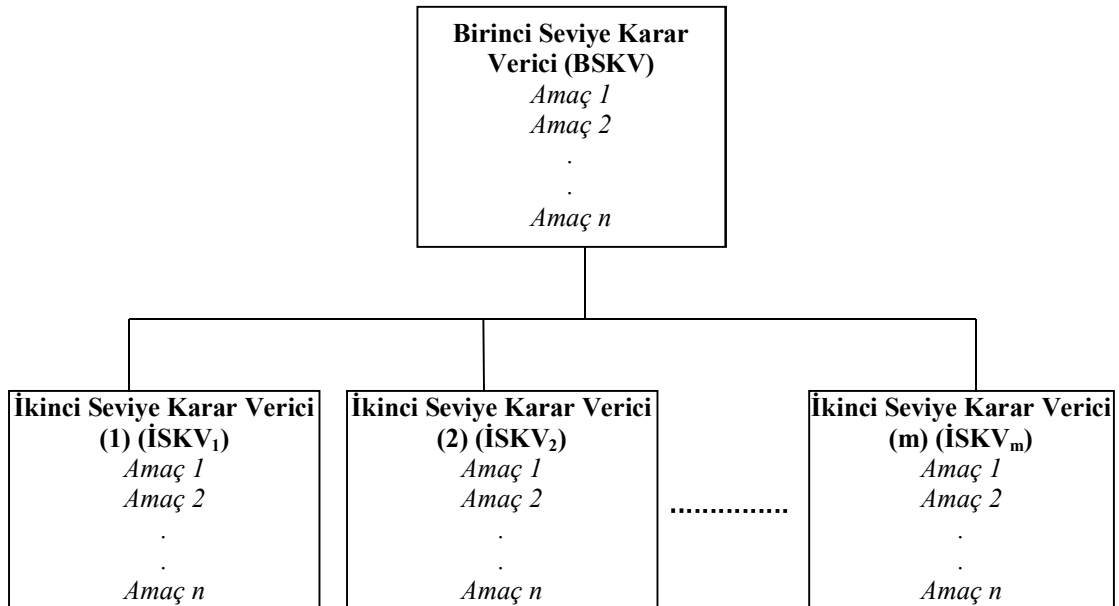 Birinci Seviye Karar
Verici (BSKV)
Amaç 1
Amaç 2
.
.
Amaç n
İkinci Seviye Karar Verici
(1) (İSKV₁)
Amaç 1
Amaç 2
.
.
Amaç n
İkinci Seviye Karar Verici
(2) (İSKV₂)
Amaç 1
Amaç 2
.
.
Amaç n
...............
İkinci Seviye Karar Verici
(m) (İSKVₘ)
Amaç 1
Amaç 2
.
.
Amaç n